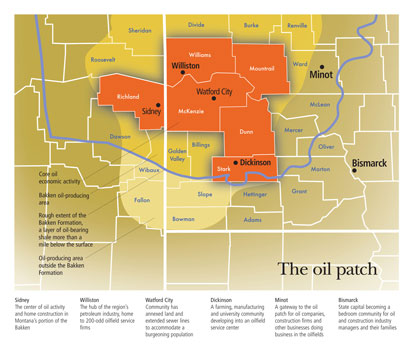 Sheridan
Divide
Burke
Renville
Roosevelt
Williams
Williston
Mountrail
Ward
Minot
Richland
Watford City
Sidney
McKenzie
McLean
Dawson
Dunn
Mercer
Oliver
Golden
Valley
Billings
Core oil
economic activity
Wibaux
Stark
Dickinson
Morton
Bismarck
Bakken oil-producing
area
Fallon
Slope
Hettinger
Grant
Rough extent of the
Bakken Formation,
a layer of oil-bearing
shale more than a
mile below the surface
Bowman
Adams
Oil-producing area
outside the Bakken
Formation
The oil patch
Sidney
The center of oil activity
and home construction in
Montana's portion of the
Bakken
Williston
The hub of the region's
petroleum industry, home
to 200-odd oilfield service
firms
Watford City
Community has
annexed land and
extended sewer lines
to accommodate a
burgeoning population
Dickinson
A farming, manufacturing
and university community
developing into an oilfield
service center
Minot
A gateway to the oil
patch for oil companies,
construction firms and
other businesses doing
business in the oilfields
Bismarck
State capital becoming a
bedroom community for oil
and construction industry
managers and their families